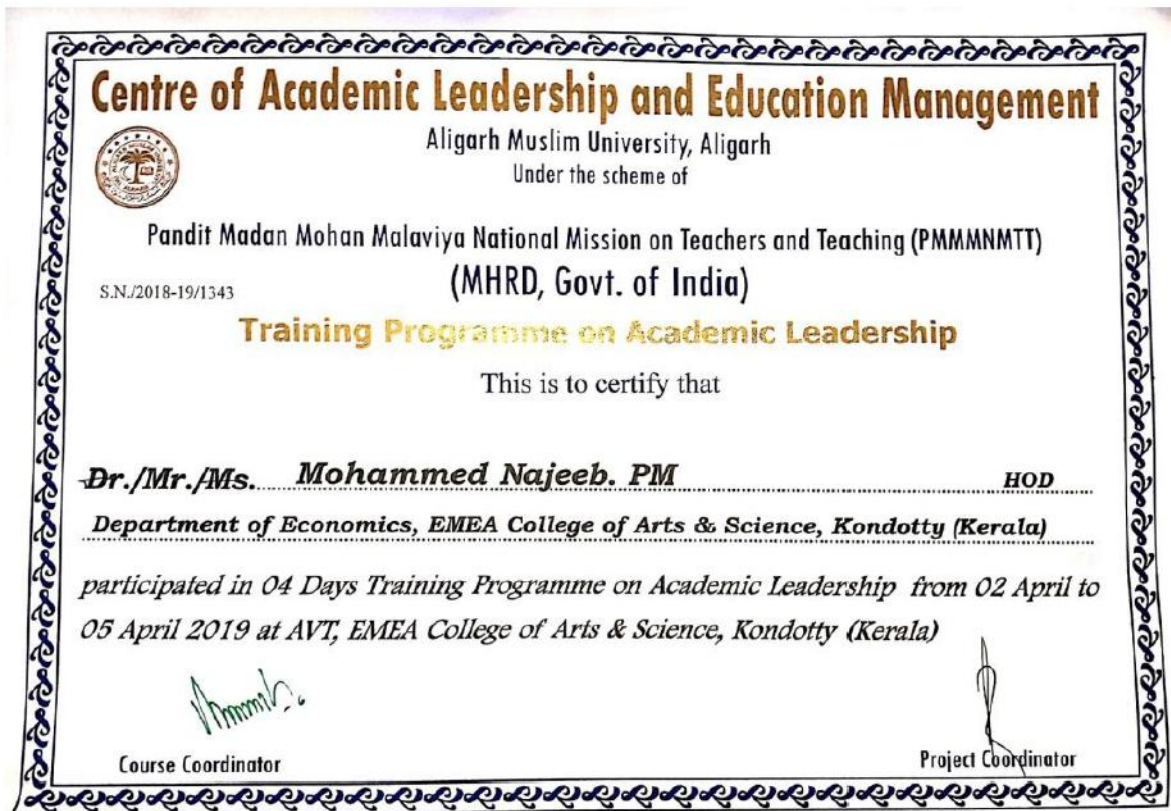 Centre of Academic Leadership and Education Management
Aligarh Muslim University, Aligarh
Under the scheme of
Pandit Madan Mohan Malaviya National Mission on Teachers and Teaching (PMMMNMTT)
(MHRD, Govt. of India)
S.N./2018-19/1343
Training Programme on Academic Leadership
This is to certify that
Dr./Mr./Ms. Mohammed Najeeb. PM HOD
Department of Economics, EMEA College of Arts & Science, Kondotty (Kerala)
participated in 04 Days Training Programme on Academic Leadership from 02 April to
05 April 2019 at AVT, EMEA College of Arts & Science, Kondotty (Kerala)
Course Coordinator
Project Coordinator